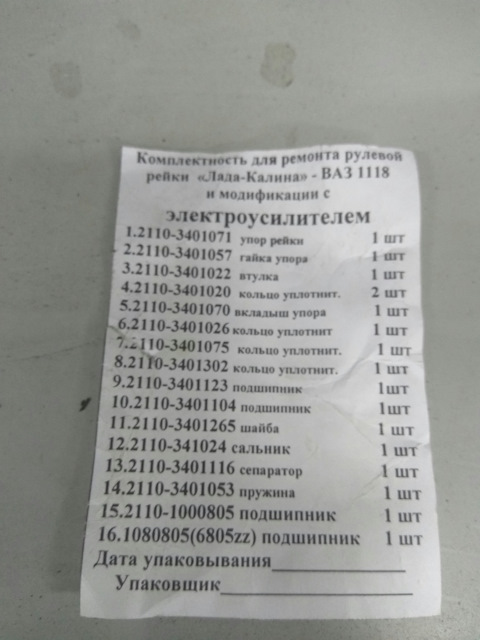 Комплектность для ремонта рулевой
рейки «Лада-Калина» - ВАЗ 1118
и модификации с
электроусилителем
1.2110-3401071 упор рейки 1 шт
2.2110-3401057 гайка упора 1 шт
3.2110-3401022 втулка 1 шт
4.2110-3401020 кольцо уплотнит. 2 шт
5.2110-3401070 вкладыш упора 1 шт
6.2110-3401026 кольцо уплотнит 1 шт
7.2110-3401075 кольцо уплотнит. 1 шт
8.2110-3401302 кольцо уплотнит. 1 шт
9.2110-3401123 подшипник 1шт
10.2110-3401104 подшипник 1шт
11.2110-3401265 шайба 1шт
12.2110-341024 сальник 1 шт
13.2110-3401116 сепаратор 1 шт
14.2110-3401053 пружина 1 шт
15.2110-1000805 подшипник 1 шт
16.1080805(6805zz) подшипник 1 шт
Дата упаковывания____________
Упаковщик__________________